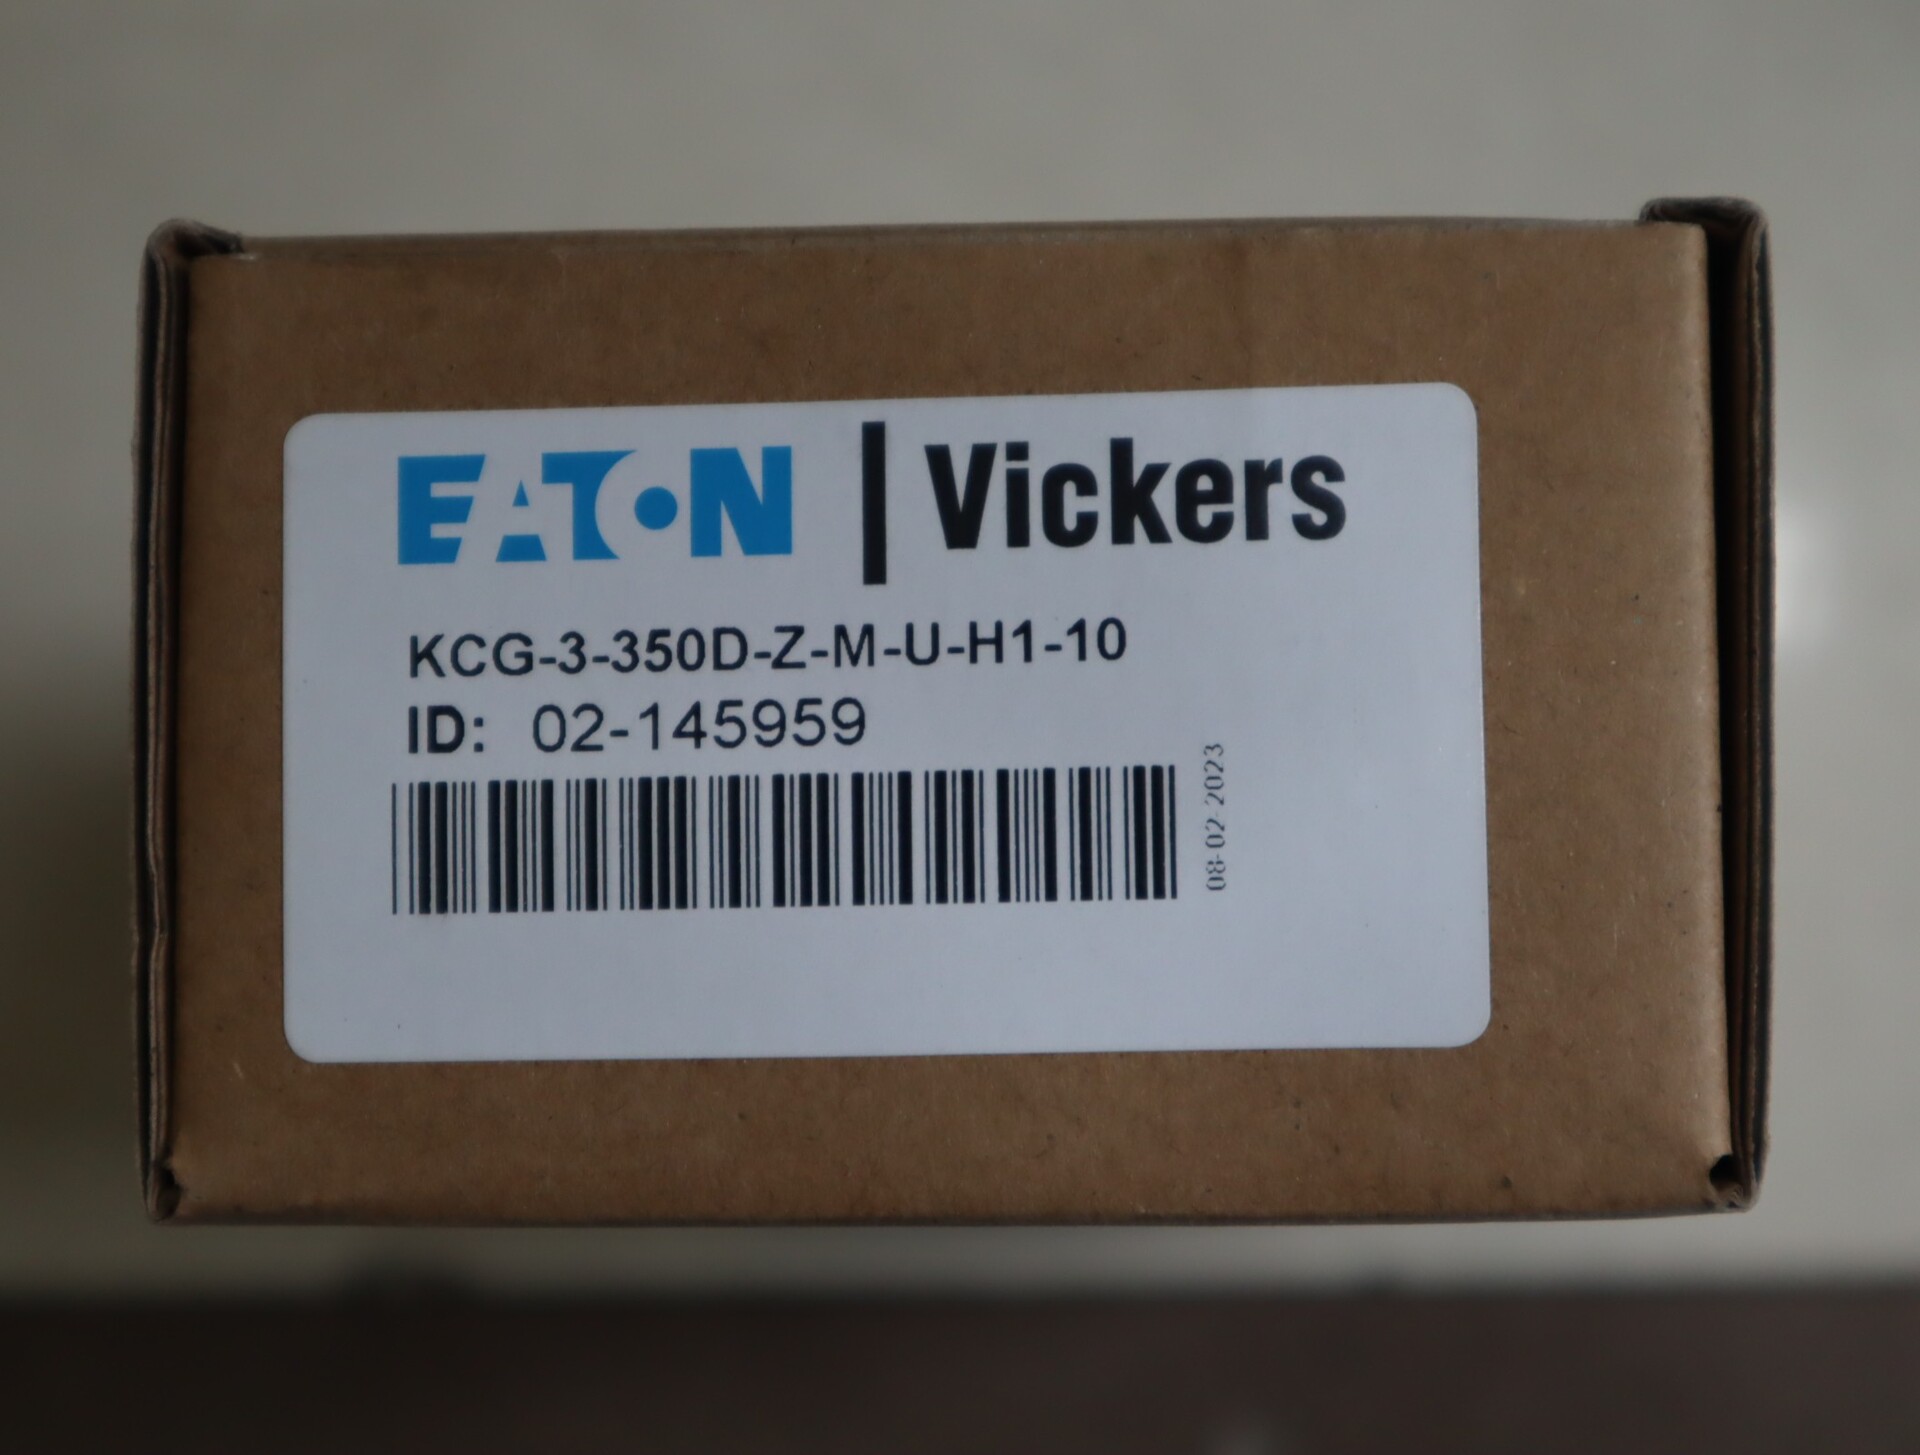 EATON | Vickers
KCG-3-350D-Z-M-U-H1-10
ID: 02-145959
08-02-2023